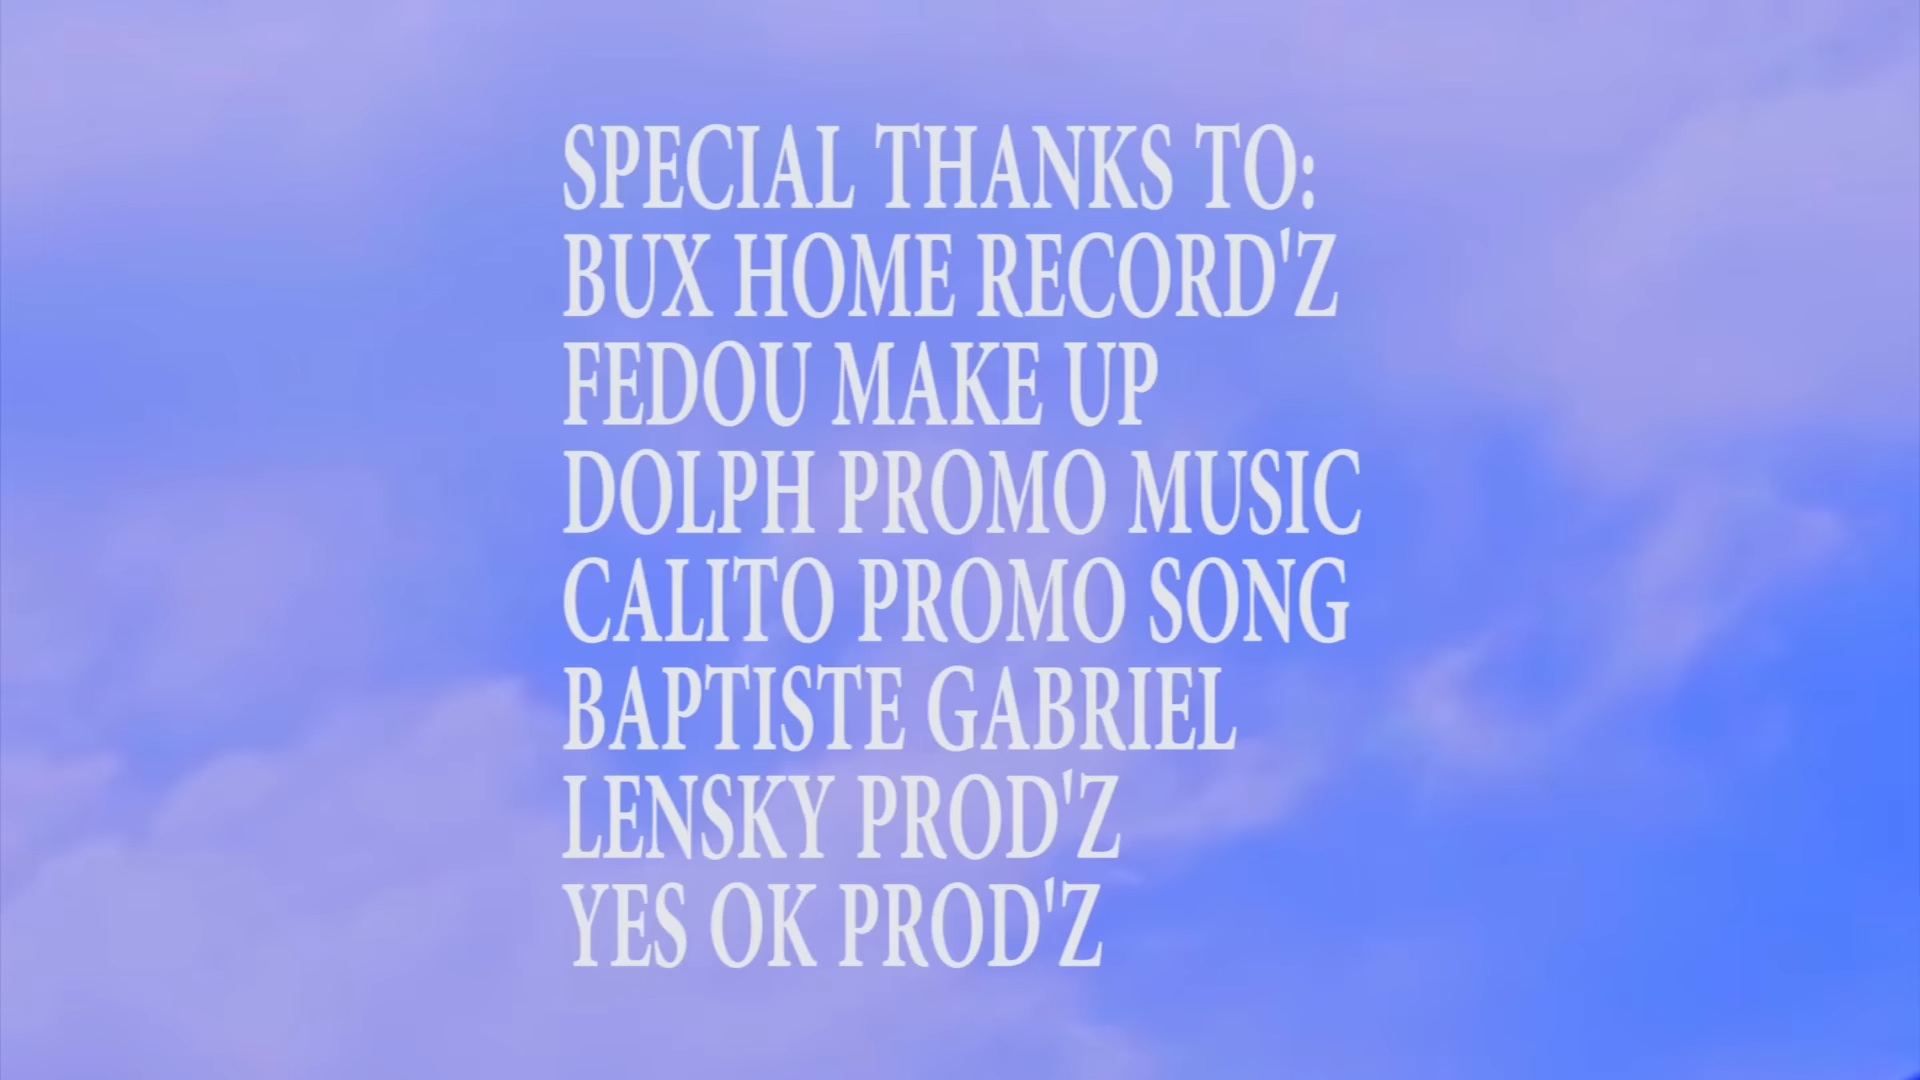 SPECIAL THANKS TO:
BUX HOME RECORD'Z
FEDOU MAKE UP
DOLPH PROMO MUSIC
CALITO PROMO SONG
BAPTISTE GABRIEL
LENSKY PROD'Z
YES OK PROD'Z